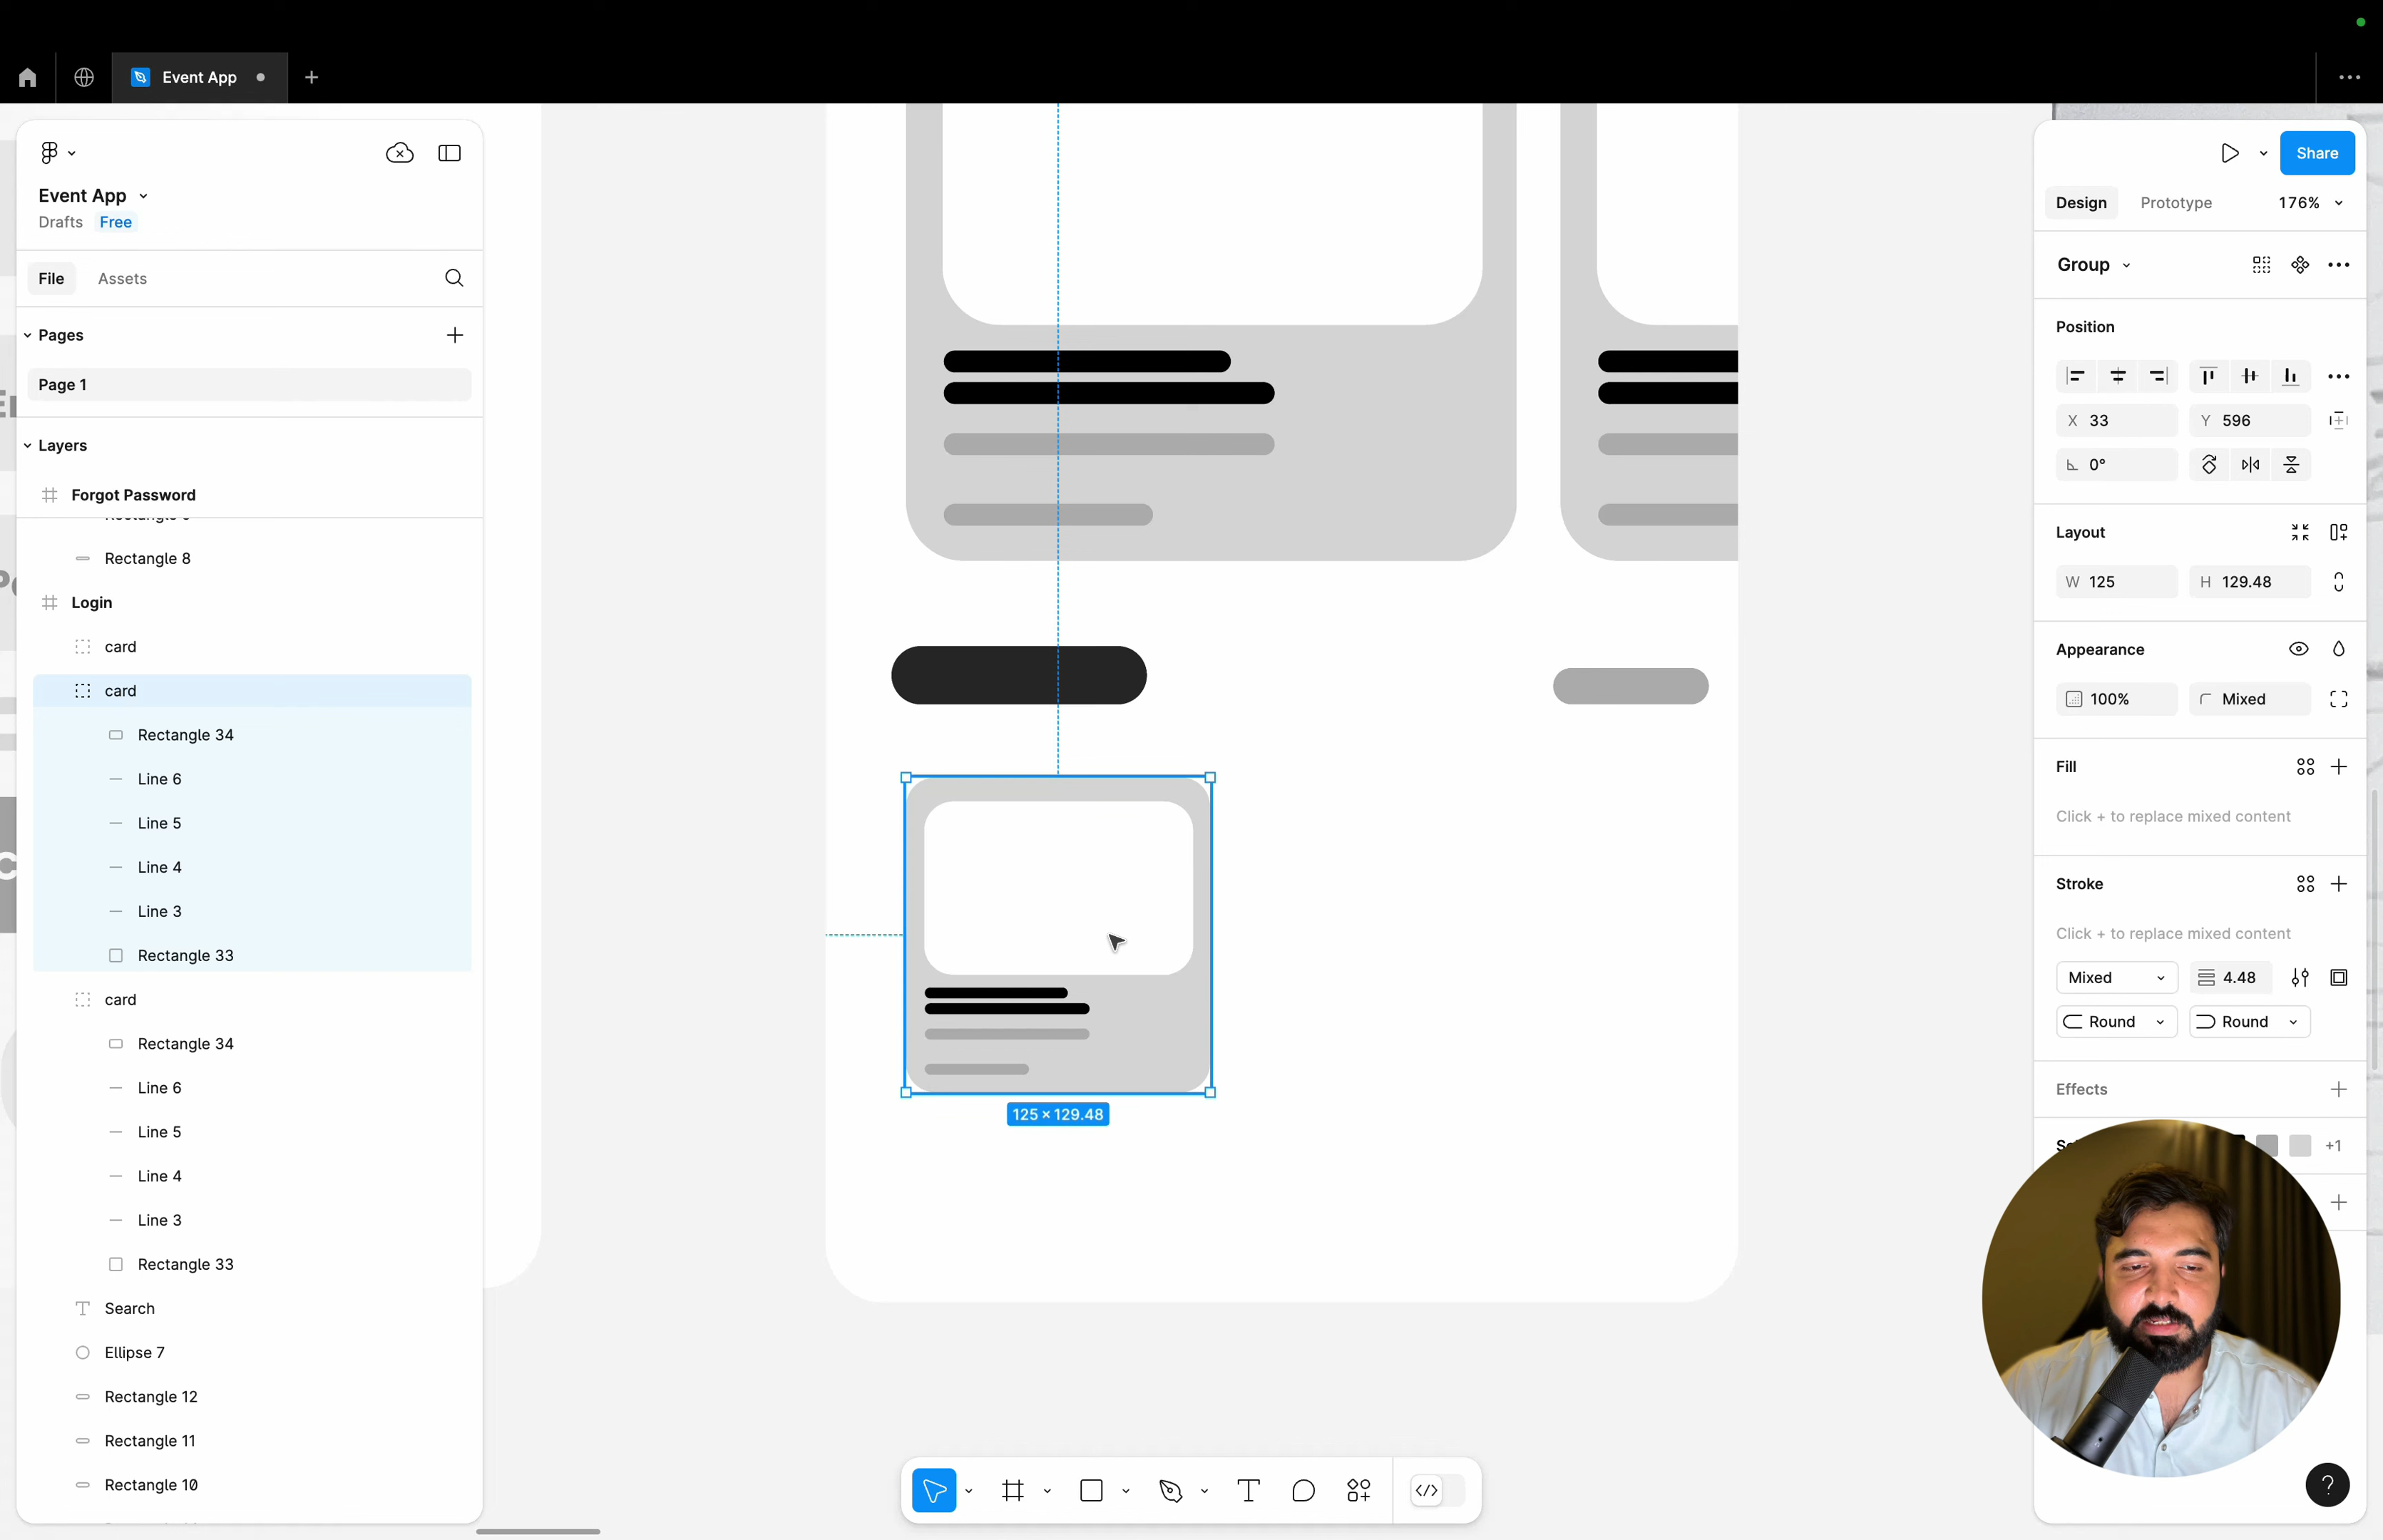 Event App
Share
Event App
Drafts Free
Design Prototype 176%
File Assets
Group
Pages
Position
Page 1
X 33 Y 596
Layers
0°
Forgot Password
Layout
Rectangle 8
W 125 H 129.48
Login
card
Appearance
card
100% Mixed
Rectangle 34
Fill
Line 6
Click + to replace mixed content
Line 5
Line 4
Stroke
Line 3
Click + to replace mixed content
Rectangle 33
Mixed 4.48
card
Round Round
Rectangle 34
Line 6
Effects
125 × 129.48
Line 5
+1
Line 4
Line 3
Rectangle 33
Search
Ellipse 7
Rectangle 12
Rectangle 11
Rectangle 10